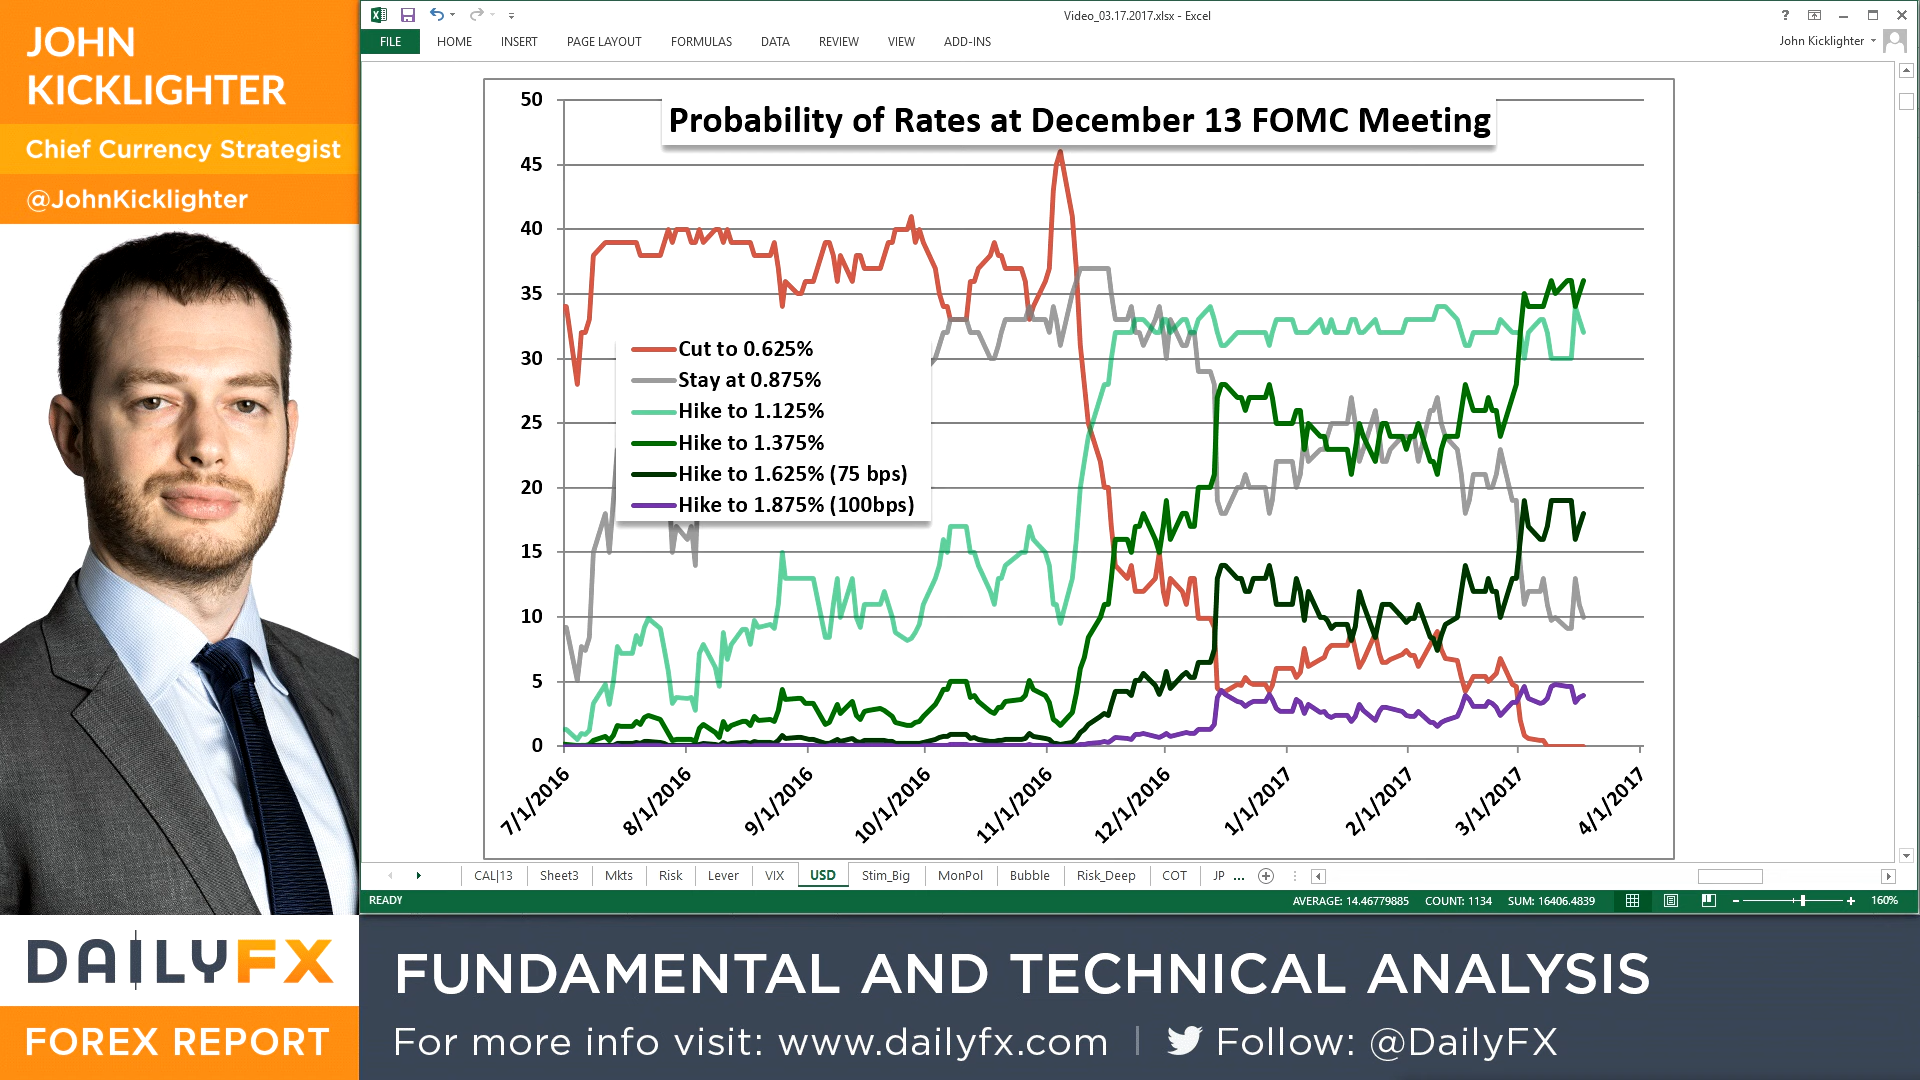 JOHN
KICKLIGHTER
Chief Currency Strategist
@JohnKicklighter
Video_03.17.2017.xlsx - Excel
?
FILE HOME INSERT PAGE LAYOUT FORMULAS DATA REVIEW VIEW ADD-INS
John Kicklighter
Probability of Rates at December 13 FOMC Meeting
50
45
40
35
30
25
20
15
10
5
0
Cut to 0.625%
Stay at 0.875%
Hike to 1.125%
Hike to 1.375%
Hike to 1.625% (75 bps)
Hike to 1.875% (100bps)
7/1/2016
8/1/2016
9/1/2016
10/1/2016
11/1/2016
12/1/2016
1/1/2017
2/1/2017
3/1/2017
4/1/2017
CAL|13 Sheet3 Mkts Risk Lever VIX USD Stim_Big MonPol Bubble Risk_Deep COT JP ...
READY
AVERAGE: 14.46779885 COUNT: 1134 SUM: 16406.4839
160%
DAILYFX
FOREX REPORT
FUNDAMENTAL AND TECHNICAL ANALYSIS
For more info visit: www.dailyfx.com | Follow: @DailyFX